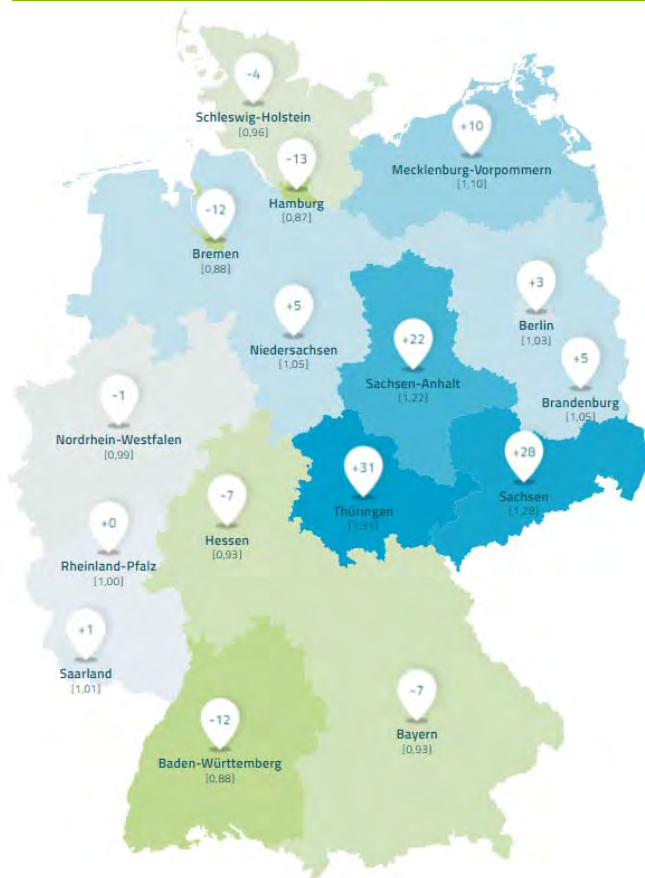 -4
Schleswig-Holstein
[0,96]
+10
Mecklenburg-Vorpommern
[1,10]
-13
Hamburg
[0,87]
-12
Bremen
[0,88]
+5
Niedersachsen
[1,05]
+3
Berlin
[1,03]
+22
Sachsen-Anhalt
[1,22]
+5
Brandenburg
[1,05]
-1
Nordrhein-Westfalen
[0,99]
+28
Sachsen
[1,28]
+31
Thüringen
[1,31]
-7
Hessen
[0,93]
+0
Rheinland-Pfalz
[1,00]
+1
Saarland
[1,01]
-7
Bayern
[0,93]
-12
Baden-Württemberg
[0,88]